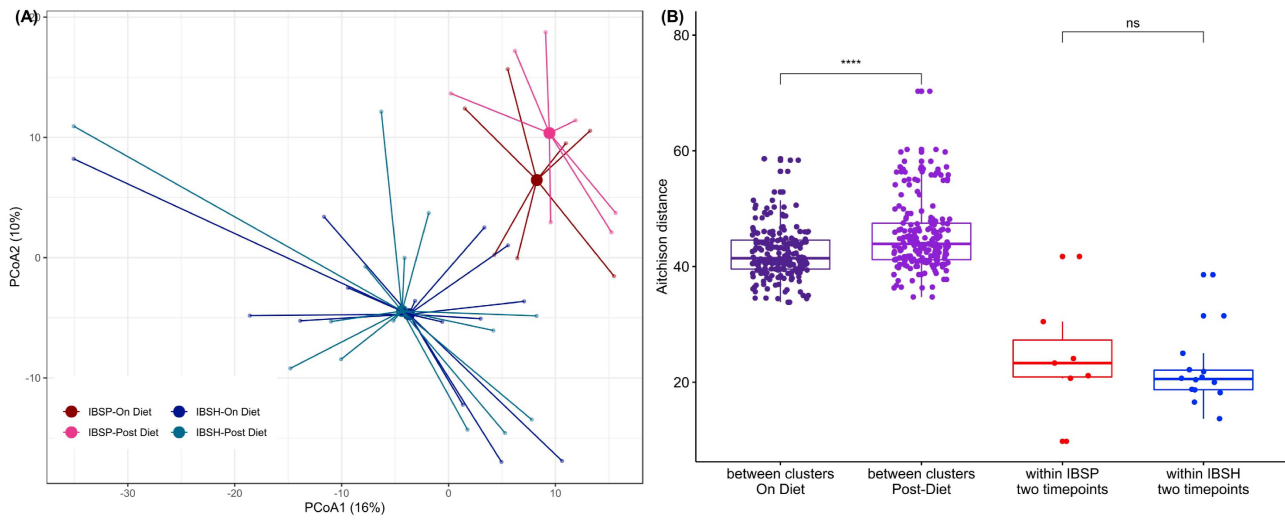 (A)
20
10
0
-10
PCoA2 (10%)
-30
-20
-10
0
10
PCoA1 (16%)
IBSP-On Diet
IBSH-On Diet
IBSP-Post Diet
IBSH-Post Diet
(B)
80
60
40
20
Aitchison distance
****
ns
between clusters
On Diet
between clusters
Post-Diet
within IBSP
two timepoints
within IBSH
two timepoints